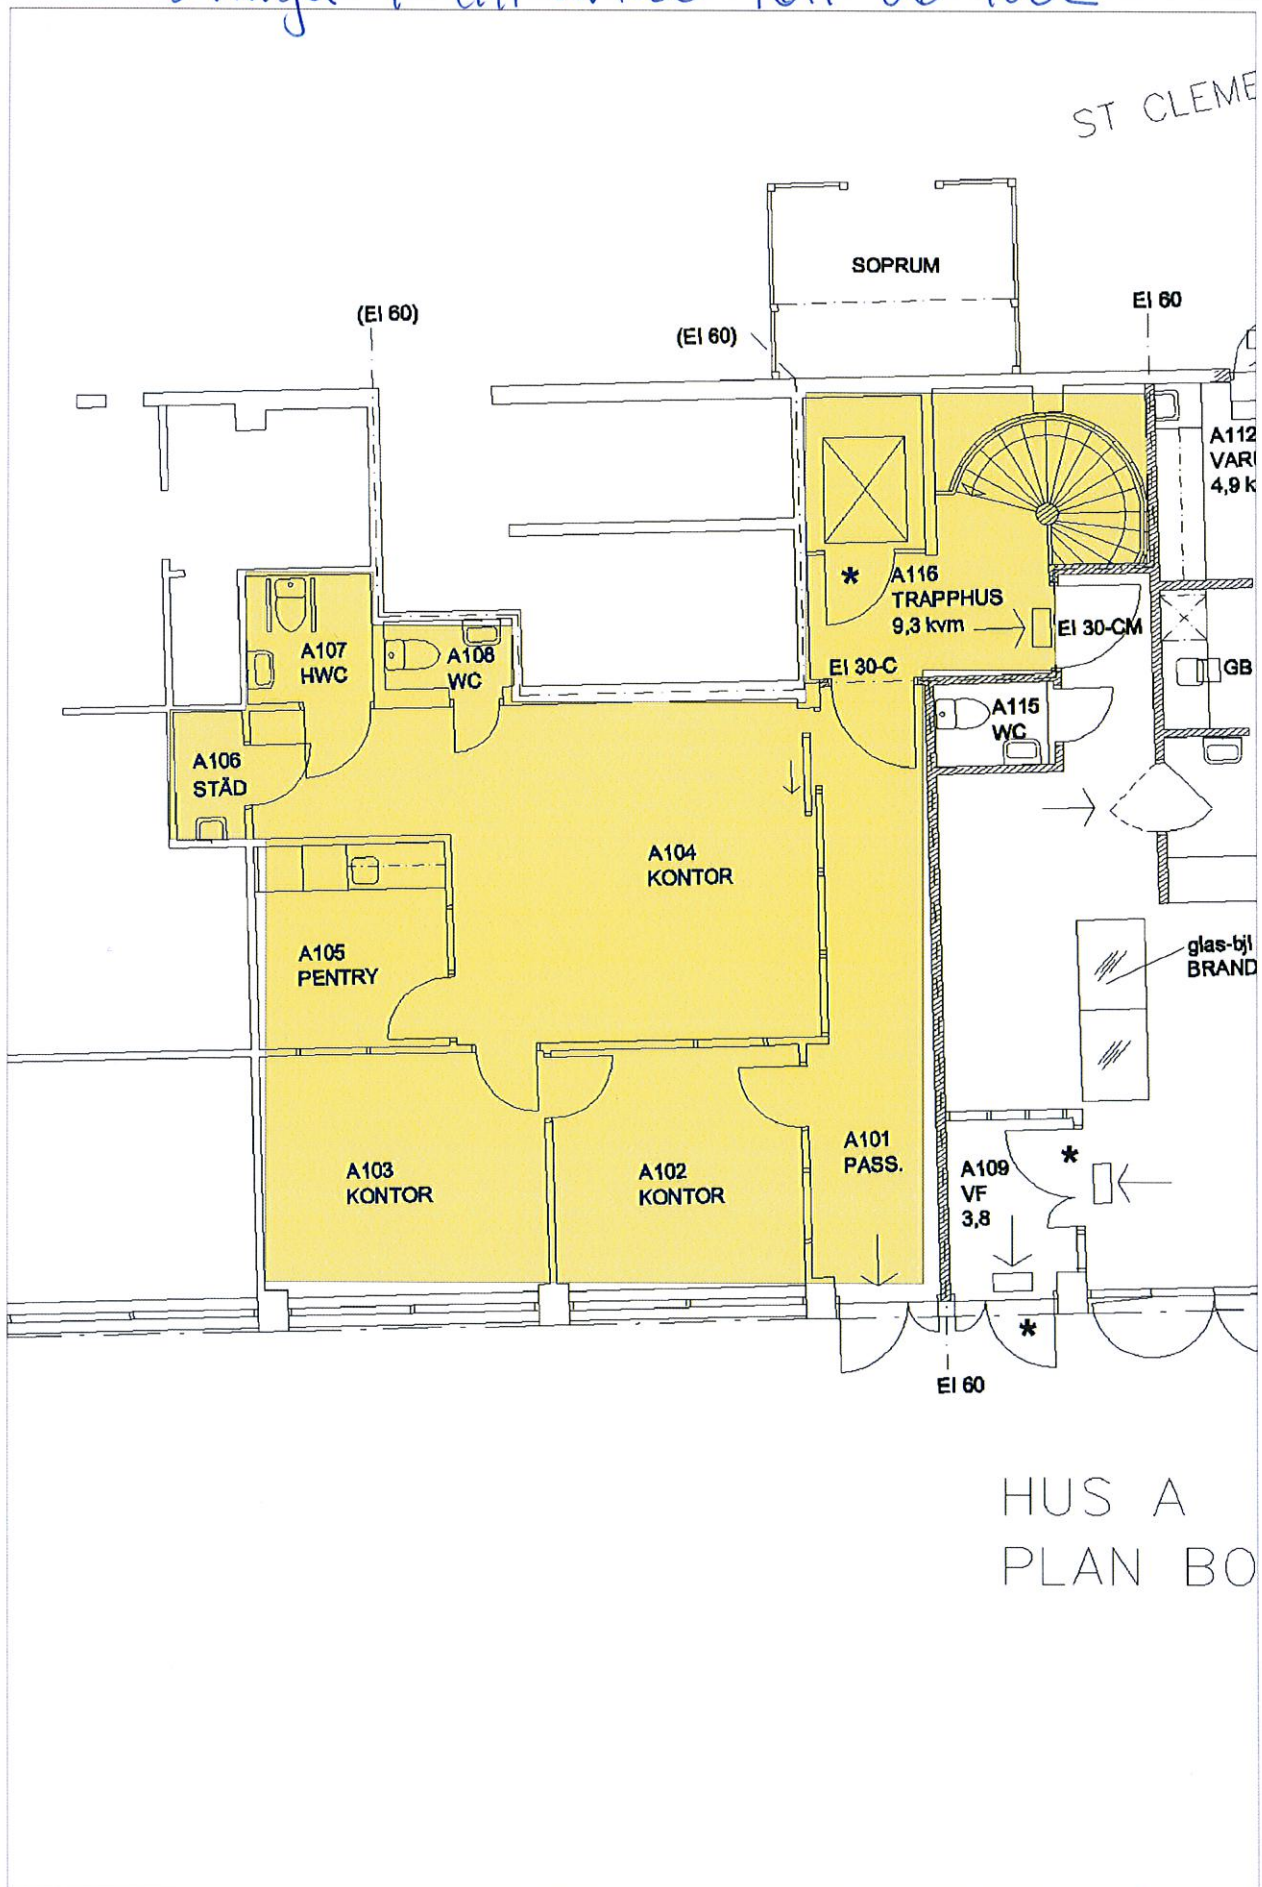 ST CLEME
SOPRUM
(EI 60)
(EI 60)
EI 60
A112
VAR
4,9 k
*
A116
TRAPPHUS
9,3 kvm
EI 30-CM
EI 30-C
GB
A107
HWC
A108
WC
A115
WC
A106
STÄD
A104
KONTOR
A105
PENTRY
glas-bjl
BRAND
A103
KONTOR
A102
KONTOR
A101
PASS.
A109
VF
3,8
*
*
EI 60
HUS A
PLAN BO